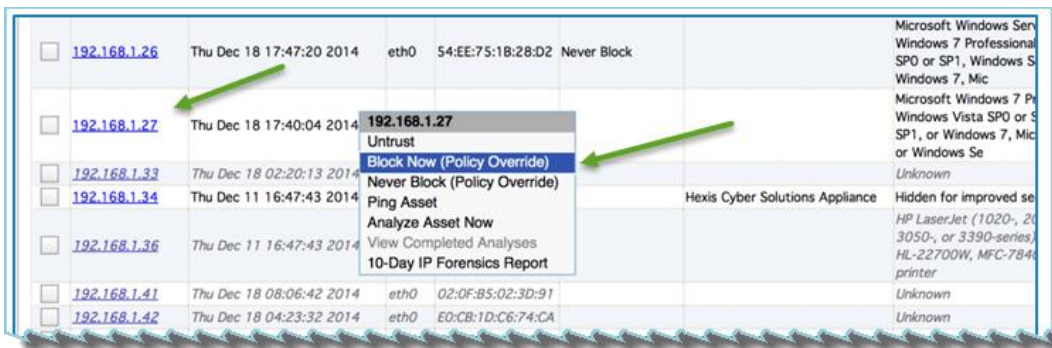 Microsoft Windows Serv
Windows 7 Professional
192.168.1.26 Thu Dec 18 17:47:20 2014 eth0 54:EE:75:1B:28:D2 Never Block SP0 or SP1, Windows S
Windows 7, Mic
Microsoft Windows 7 Pr
Windows Vista SP0 or S
192.168.1.27 Thu Dec 18 17:40:04 2014 SP1, or Windows 7, Mic
or Windows Se
192.168.1.27
Untrust
Block Now (Policy Override)
Never Block (Policy Override)
Ping Asset
Analyze Asset Now
View Completed Analyses
10-Day IP Forensics Report
192.168.1.33 Thu Dec 18 02:20:13 2014 Unknown
192.168.1.34 Thu Dec 11 16:47:43 2014 Hexis Cyber Solutions Appliance Hidden for improved se
HP LaserJet (1020-, 20
192.168.1.36 Thu Dec 11 16:47:43 2014 3050-, or 3390-series)
HL-22700W, MFC-7840
printer
192.168.1.41 Thu Dec 18 08:06:42 2014 eth0 02:0F:B5:02:3D:91 Unknown
192.168.1.42 Thu Dec 18 04:23:32 2014 eth0 E0:CB:1D:C6:74:CA Unknown